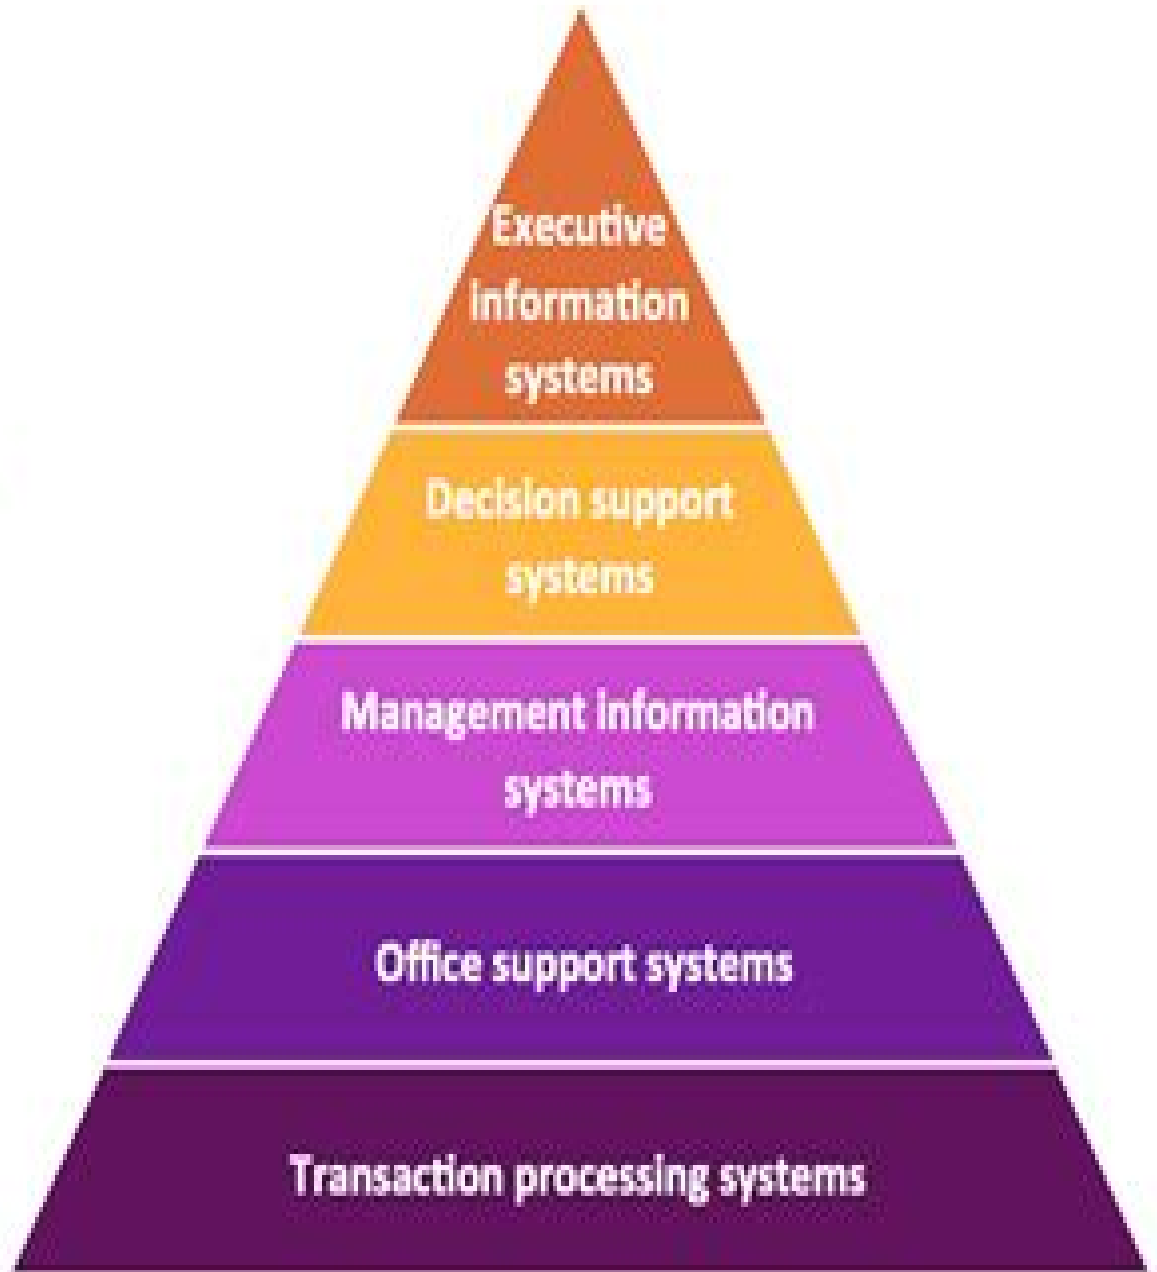 Executive
information
systems
Decision support
systems
Management information
systems
Office support systems
Transaction processing systems